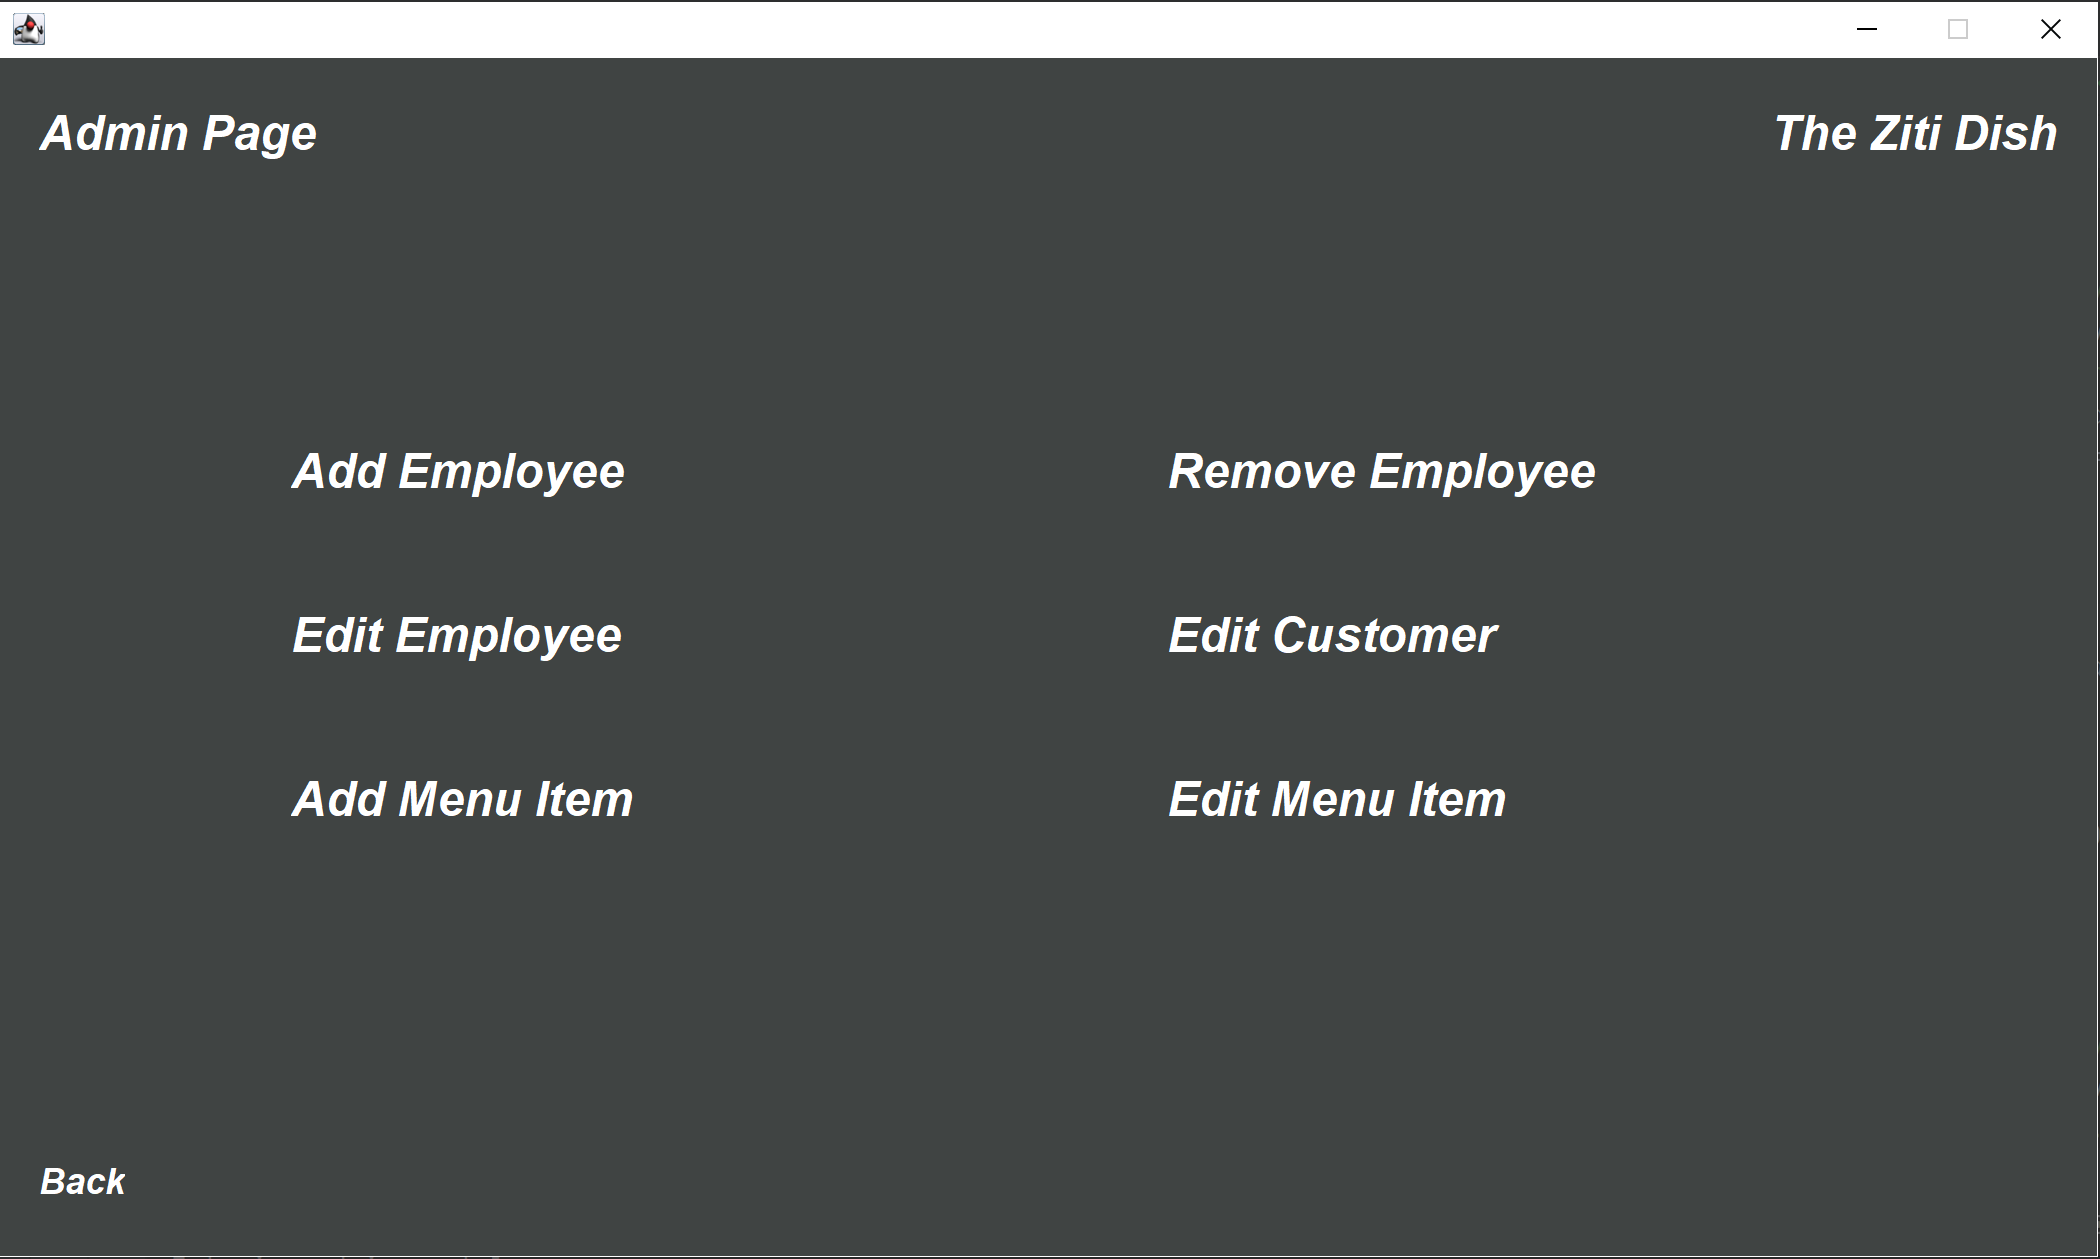 Admin Page
The Ziti Dish
Add Employee
Remove Employee
Edit Employee
Edit Customer
Add Menu Item
Edit Menu Item
Back